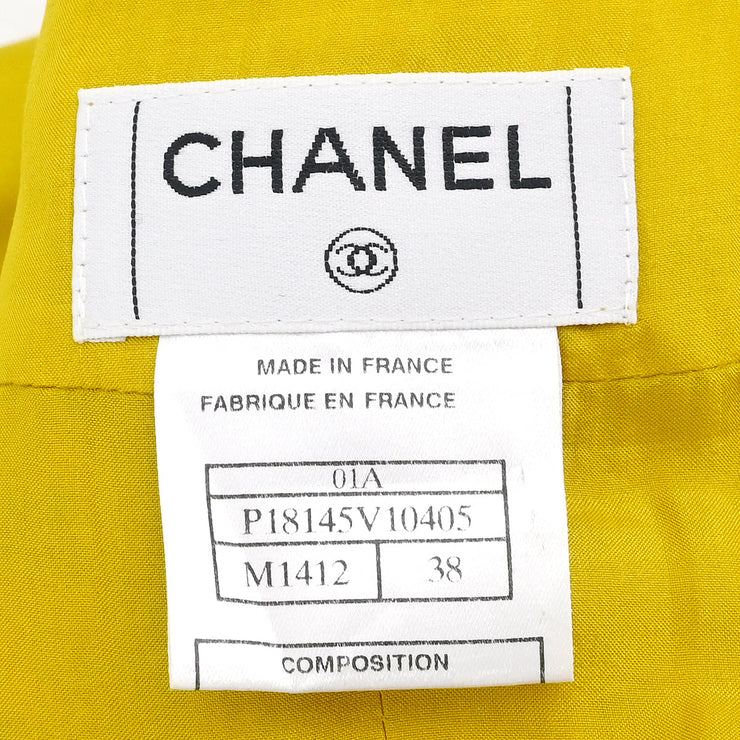 CHANEL
MADE IN FRANCE
FABRIQUE EN FRANCE
01A
P18145V10405
M1412 38
COMPOSITION